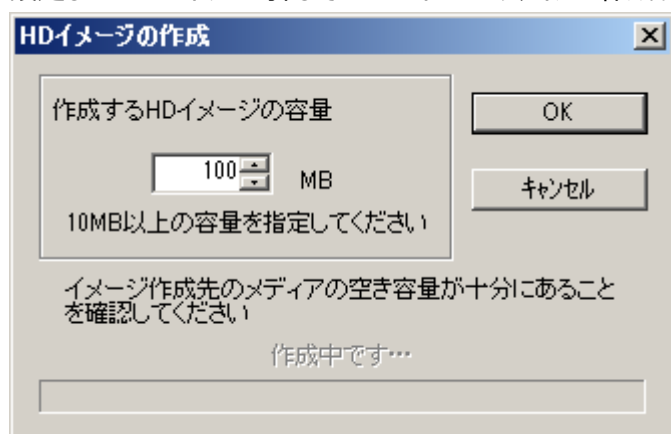 HDイメージの作成
作成するHDイメージの容量
OK
100 MB
キャンセル
10MB以上の容量を指定してください
イメージ作成先のメディアの空き容量が十分にあること
を確認してください
作成中です…